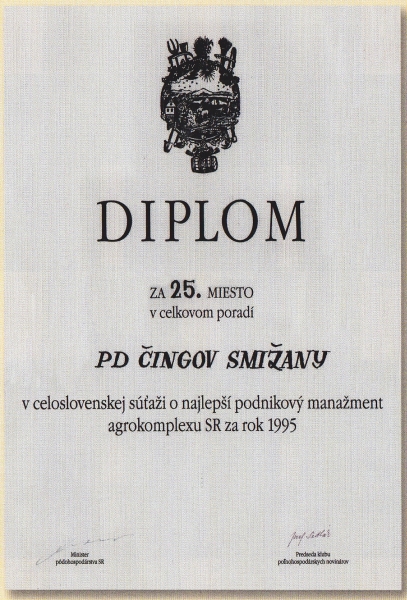 DIPLOM
ZA 25. MIESTO
v celkovom poradí
PD ČINGOV SMIŽANY
v celoslovenskej súťaži o najlepší podnikový manažment
agrokomplexu SR za rok 1995
Minister
pôdohospodárstva SR
Predseda klubu
poľnohospodárskych novinárov